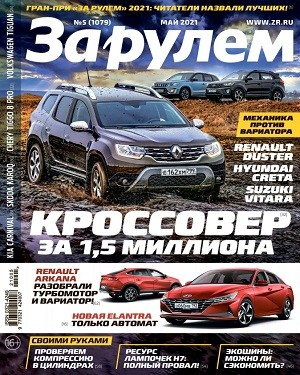 ГРАН-ПРИ «ЗА РУЛЕМ» 2021: ЧИТАТЕЛИ НАЗВАЛИ ЛУЧШИХ!
№5 (1079) МАЙ 2021 WWW.ZR.RU
За рулем
МЕХАНИКА
ПРОТИВ
ВАРИАТОРА
RENAULT
DUSTER
HYUNDAI
CRETA
SUZUKI
VITARA
KIA CARNIVAL SKODA KAROQ CHERY TIGGO 8 PRO VOLKSWAGEN TIGUAN
КРОССОВЕР
ЗА 1,5 МИЛЛИОНА
RENAULT
ARKANA
РАЗОБРАЛИ
ТУРБОМОТОР
И ВАРИАТОР!
НОВАЯ ELANTRA
ТОЛЬКО АВТОМАТ
16+
СВОИМИ РУКАМИ
ПРОВЕРЯЕМ
КОМПРЕССИЮ
В ЦИЛИНДРАХ
РЕСУРС
ЛАМПОЧЕК H7:
ПОЛНЫЙ ПРОВАЛ!
ЭКОШИНЫ:
МОЖНО ЛИ
СЭКОНОМИТЬ?